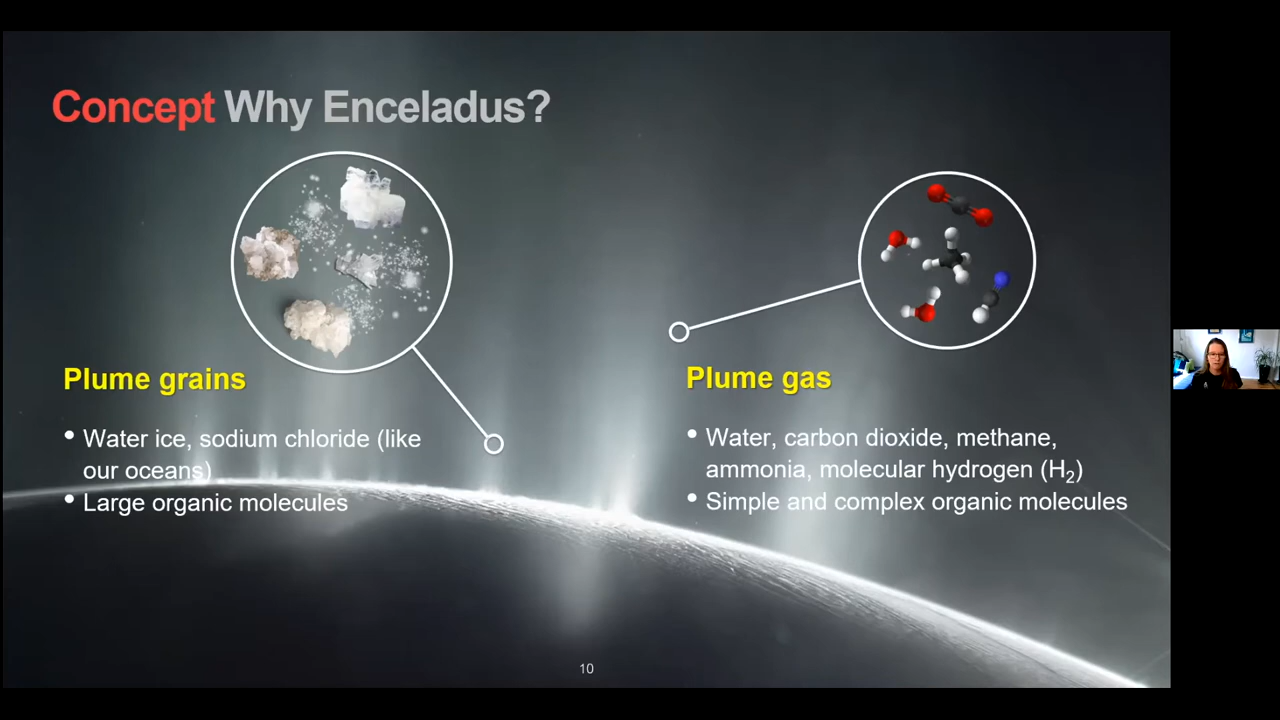 Concept Why Enceladus?
Plume grains
• Water ice, sodium chloride (like
our oceans)
• Large organic molecules
Plume gas
• Water, carbon dioxide, methane,
ammonia, molecular hydrogen (H₂)
• Simple and complex organic molecules
10